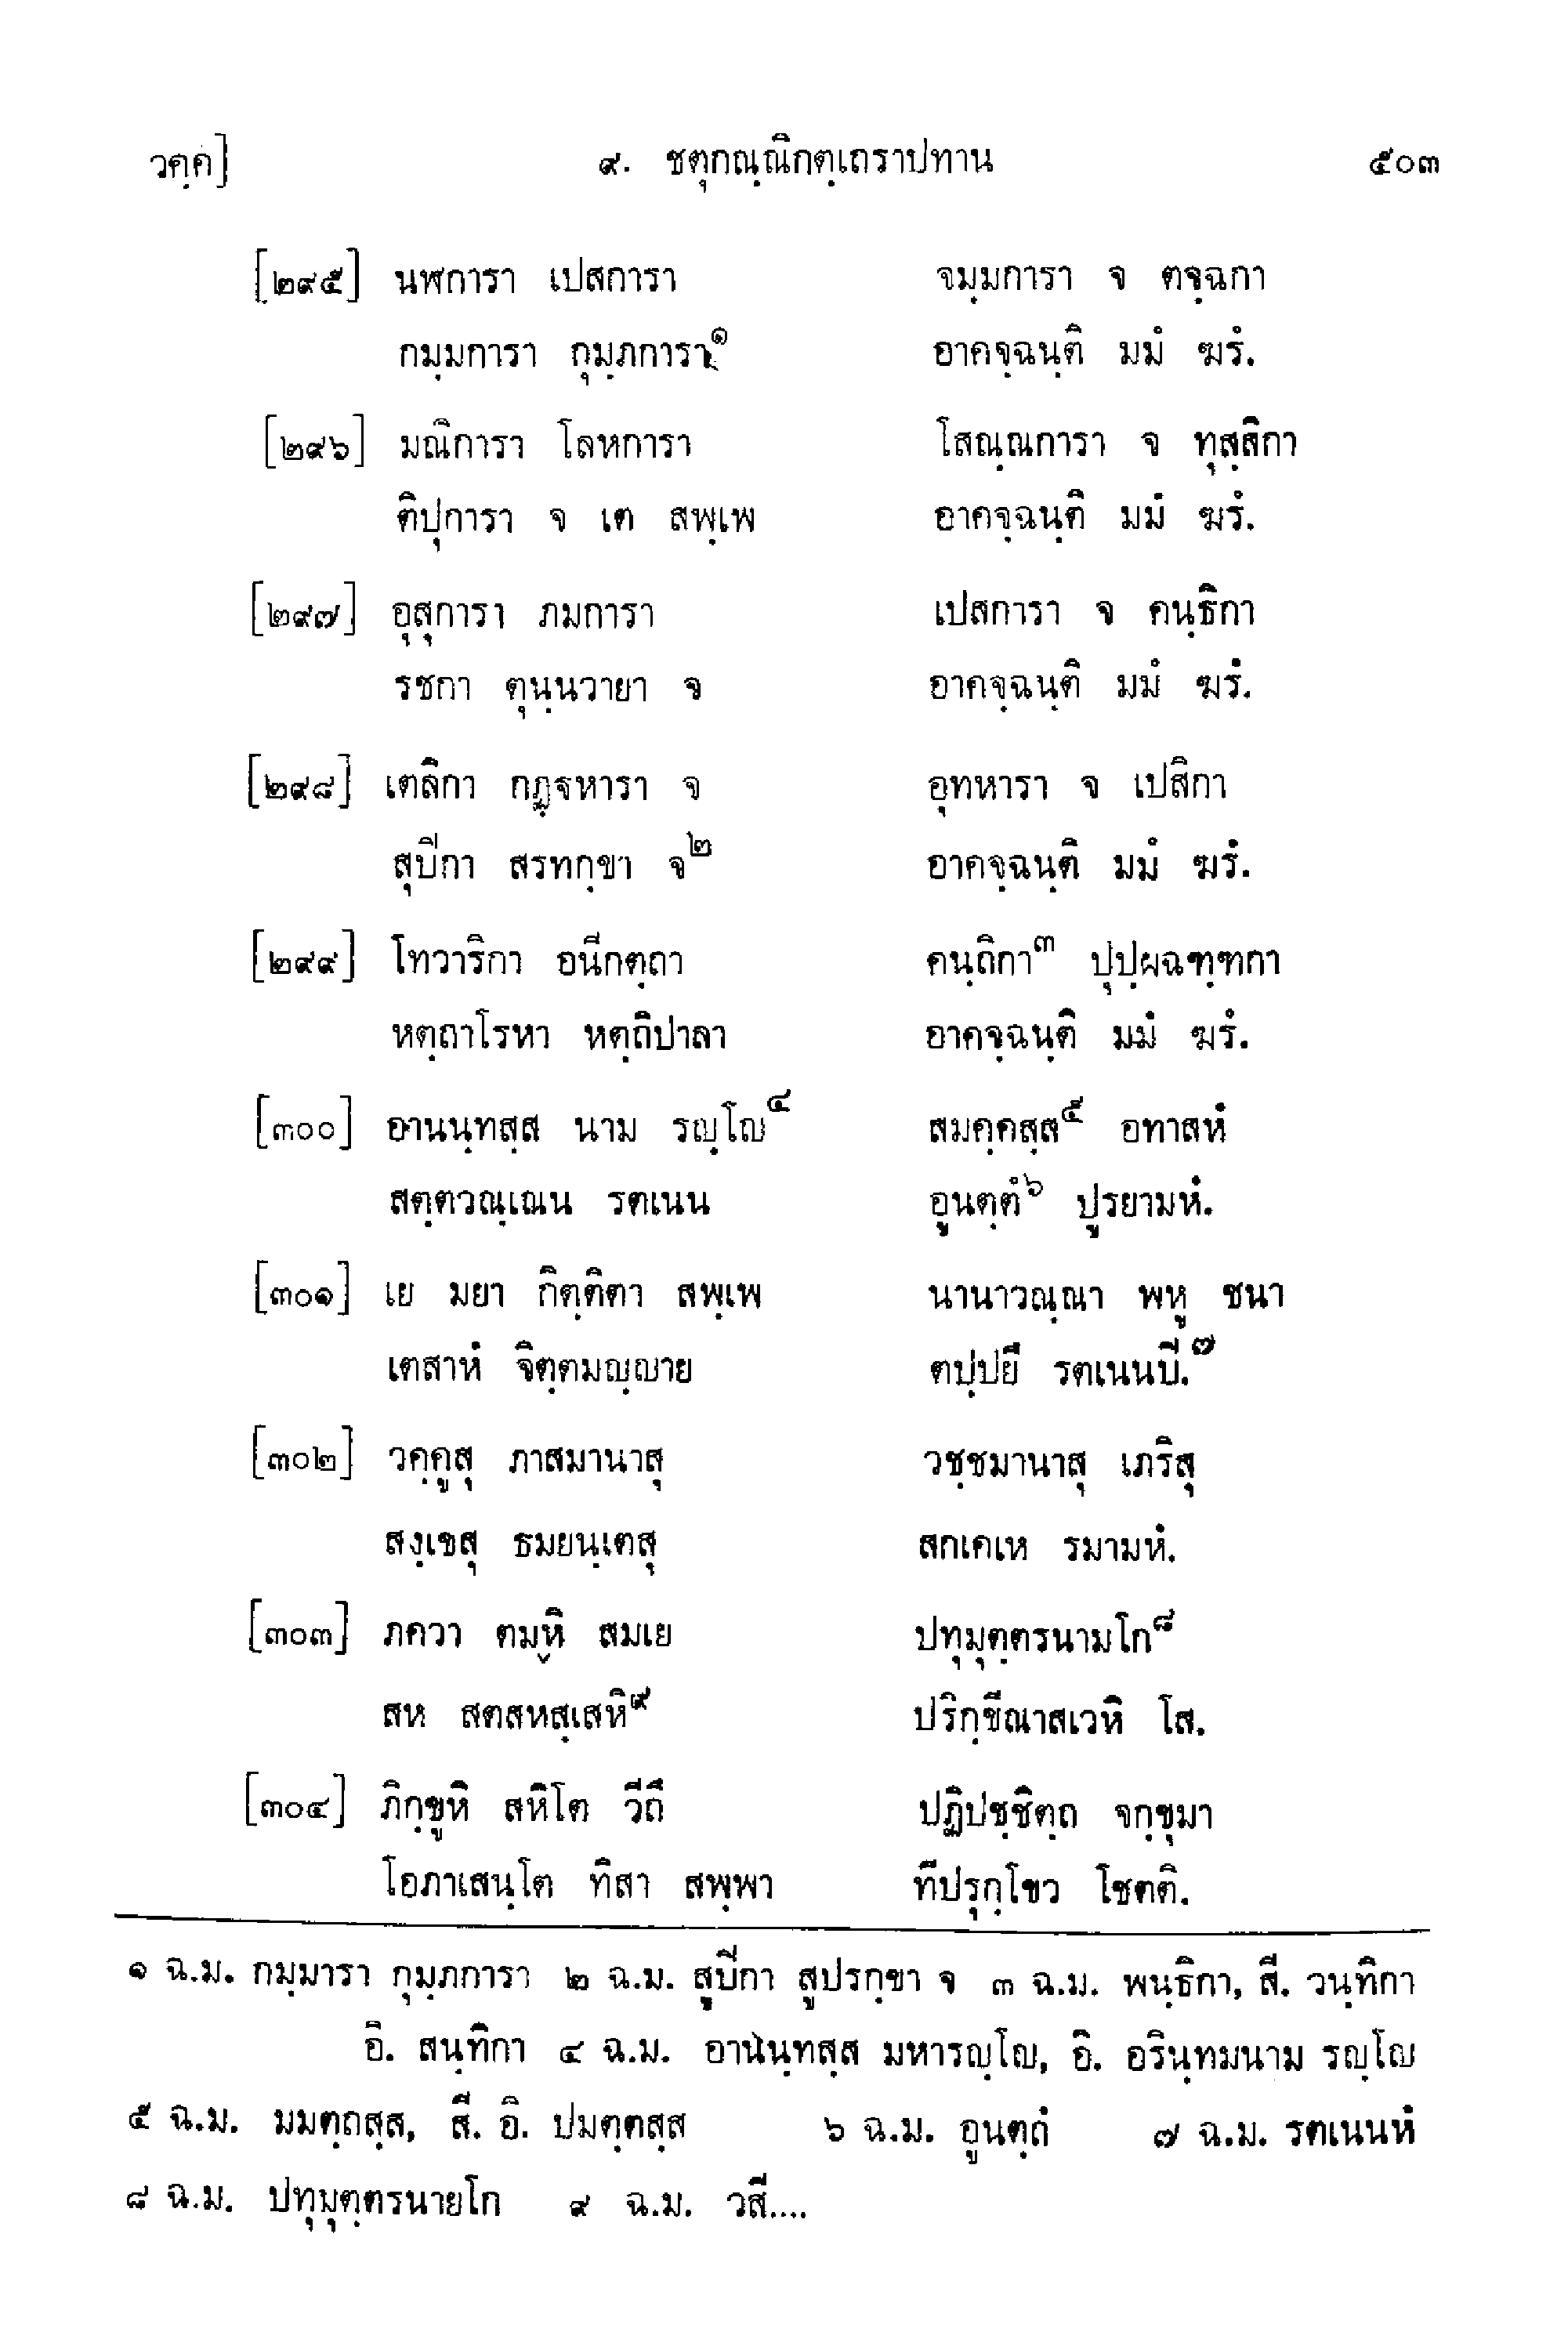 วคฺค]	๙. ชตุกณฺณิกตฺเถราปทาน	๕๐๓
[๒๙๕] นฬการา เปสการา	จมฺมการา จ ตจฺฉกา
กมฺมการา กุมฺภการา๑	อาคจฺฉนฺติ มมํ ฆรํ.
[๒๙๖] มณิการา โลหการา	โสณฺณการา จ ทุสฺสิกา
ติปุการา จ เต สพฺเพ	อาคจฺฉนฺติ มมํ ฆรํ.
[๒๙๗] อุสุการา ภมการา	เปสการา จ คนฺธิกา
รชกา ตุนฺนวายา จ	อาคจฺฉนฺติ มมํ ฆรํ.
[๒๙๘] เตลิกา กฏฺฐหารา จ	อุทหารา จ เปสิกา
สุปิกา สรทกฺขา จ๒	อาคจฺฉนฺติ มมํ ฆรํ.
[๒๙๙] โทวาริกา อนีกตฺถา	คนฺถิกา๓ ปุปฺผฉฑฺฑกา
หตฺถาโรหา หตฺถิปาลา	อาคจฺฉนฺติ มมํ ฆรํ.
[๓๐๐] อานนฺทสฺส นาม รญฺโญ๔	สมคฺคสฺส๕ อทาสหํ
สตฺตวณฺเณน รตเนน	อูนตฺตํ๖ ปูรยามหํ.
[๓๐๑] เย มยา กิตฺติตา สพฺเพ	นานาวณฺณา พหู ชนา
เตสาหํ จิตฺตมญฺญาย	ตปฺปยึ รตเนนปิ.๗
[๓๐๒] วคฺคูสุ ภาสมานาสุ	วชฺชมานาสุ เภริสุ
สงฺเขสุ ธมยนฺเตสุ	สกเคเห รมามหํ.
[๓๐๓] ภควา ตมฺหิ สมเย	ปทุมุตฺตรนามโก๘
สห สตสหสฺเสหิ๙	ปริกฺขีณาสเวหิ โส.
[๓๐๔] ภิกฺขูหิ สหิโต วีถึ	ปฏิปชฺชิตฺถ จกฺขุมา
โอภาเสนฺโต ทิสา สพฺพา	ทีปรุกฺโขว โชตติ.
๑ ฉ.ม. กมฺมารา กุมฺภการา ๒ ฉ.ม. สูปิกา สูปรกฺขา จ ๓ ฉ.ม. พนฺธิกา, สี. วนฺทิกา
อิ. สนฺทิกา ๔ ฉ.ม. อานนฺทสฺส มหารญฺโญ, อิ. อรินฺทมนาม รญฺโญ
๕ ฉ.ม. มมตฺถสฺส, สี. อิ. ปมตฺตสฺส ๖ ฉ.ม. อูนตฺถํ ๗ ฉ.ม. รตเนนหํ
๘ ฉ.ม. ปทุมุตฺตรนายโก ๙ ฉ.ม. วสี....